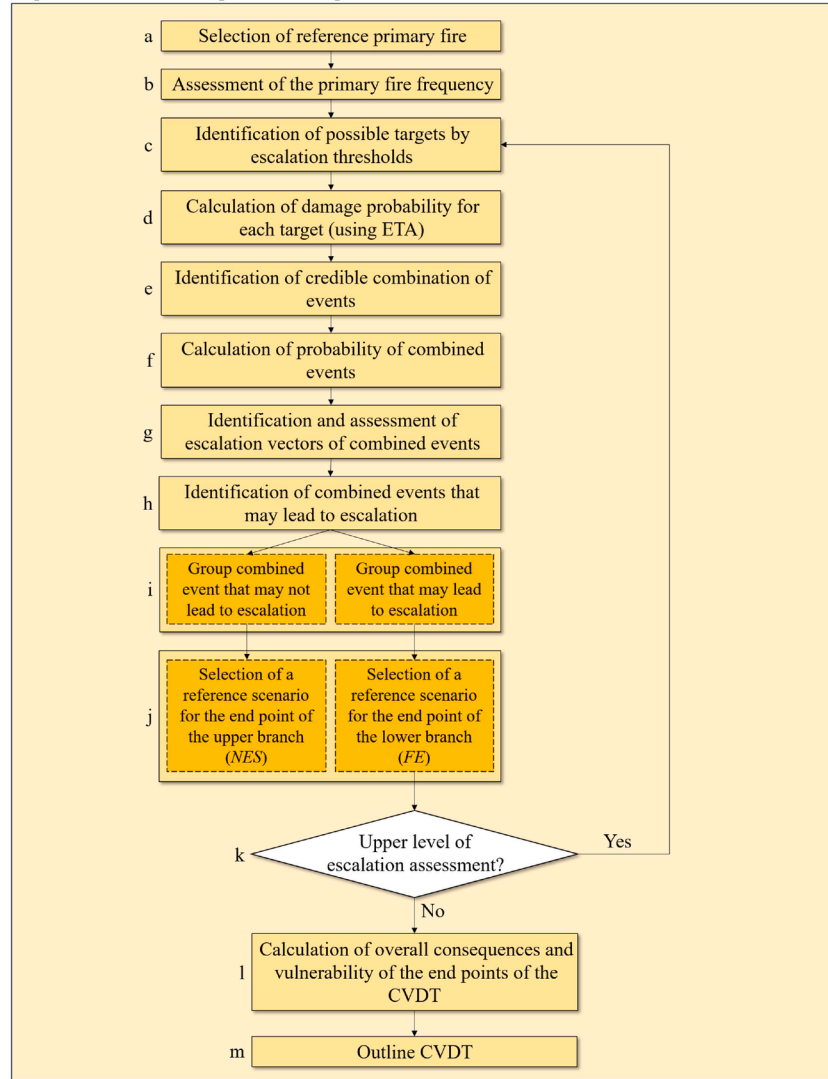 a
Selection of reference primary fire
b
Assessment of the primary fire frequency
c
Identification of possible targets by
escalation thresholds
d
Calculation of damage probability for
each target (using ETA)
e
Identification of credible combination of
events
f
Calculation of probability of combined
events
g
Identification and assessment of
escalation vectors of combined events
h
Identification of combined events that
may lead to escalation
i
Group combined
event that may not
lead to escalation
Group combined
event that may lead
to escalation
j
Selection of a
reference scenario
for the end point of
the upper branch
(NES)
Selection of a
reference scenario
for the end point of
the lower branch
(FE)
k
Upper level of
escalation assessment?
Yes
No
l
Calculation of overall consequences and
vulnerability of the end points of the
CVDT
m
Outline CVDT